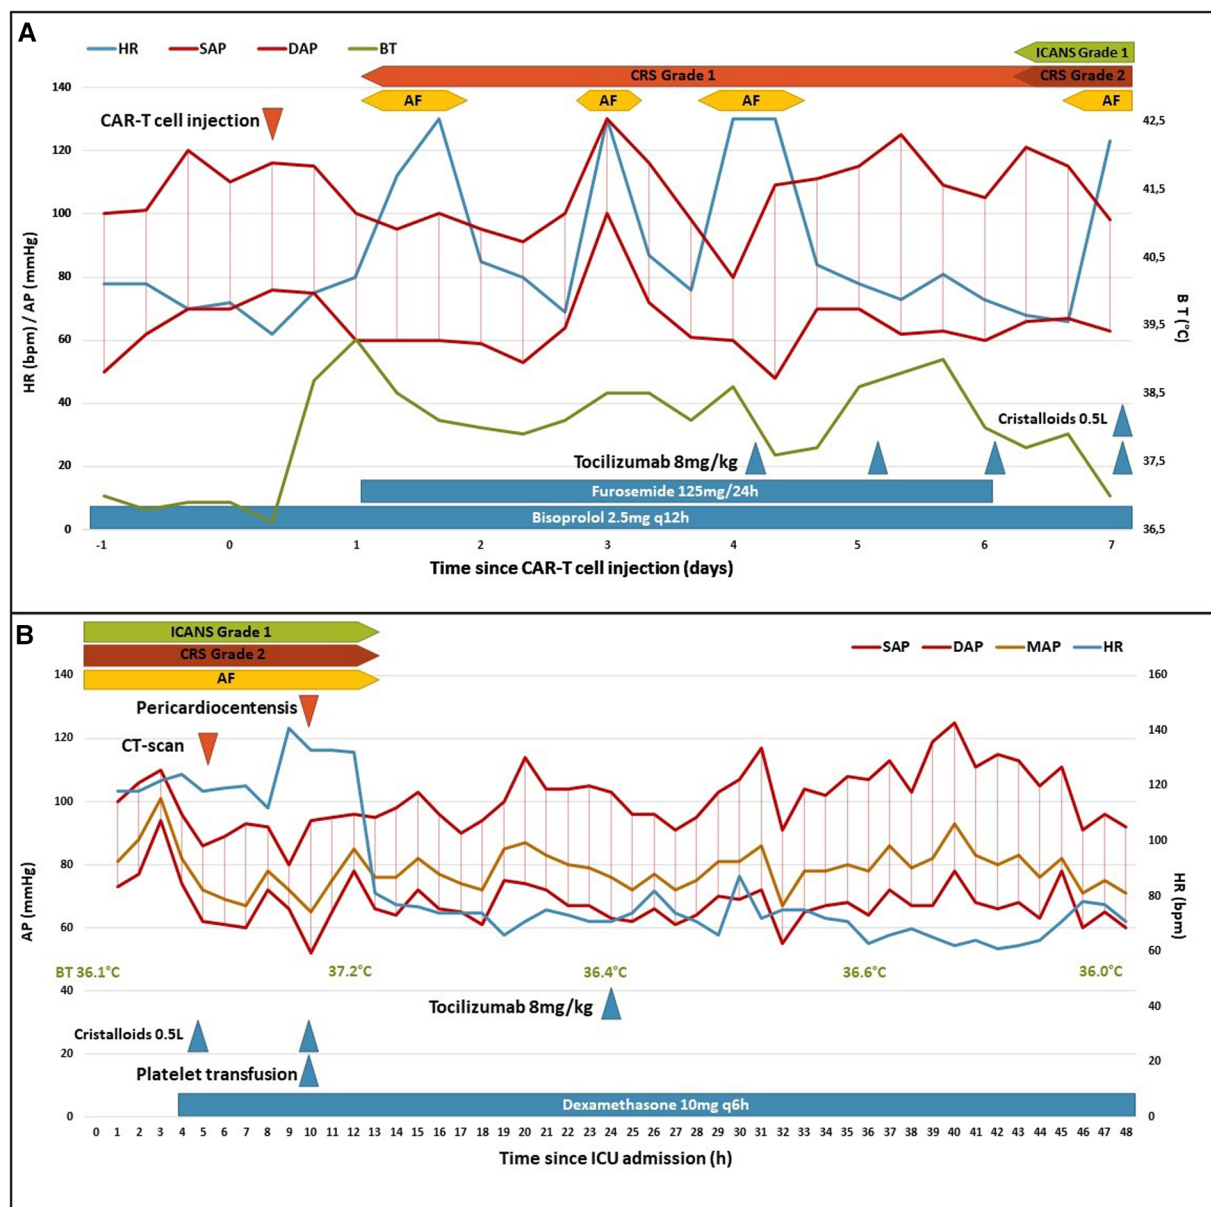 A
HR SAP DAP BT
ICANS Grade 1
CRS Grade 1 CRS Grade 2
AF AF AF AF
CAR-T cell injection
140
120
100
80
60
40
20
0
HR (bpm) / AP (mmHg)
42,5
41,5
40,5
39,5
38,5
37,5
36,5
B T (°C)
Cristalloids 0.5L
Tocilizumab 8mg/kg
Furosemide 125mg/24h
Bisoprolol 2.5mg q12h
-1 0 1 2 3 4 5 6 7
Time since CAR-T cell injection (days)
B
ICANS Grade 1
CRS Grade 2
AF
SAP DAP MAP HR
Pericardiocentensis
CT-scan
140
120
100
80
60
40
20
0
AP (mmHg)
160
140
120
100
80
60
40
20
0
HR (bpm)
BT 36.1°C 37.2°C 36.4°C 36.6°C 36.0°C
Tocilizumab 8mg/kg
Cristalloids 0.5L
Platelet transfusion
Dexamethasone 10mg q6h
0 1 2 3 4 5 6 7 8 9 10 11 12 13 14 15 16 17 18 19 20 21 22 23 24 25 26 27 28 29 30 31 32 33 34 35 36 37 38 39 40 41 42 43 44 45 46 47 48
Time since ICU admission (h)